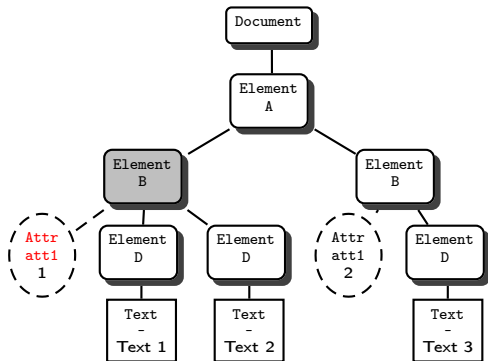 Document
Element
A
Element
B
Element
B
Attr
att1
1
Element
D
Element
D
Attr
att1
2
Element
D
Text
-
Text 1
Text
-
Text 2
Text
-
Text 3